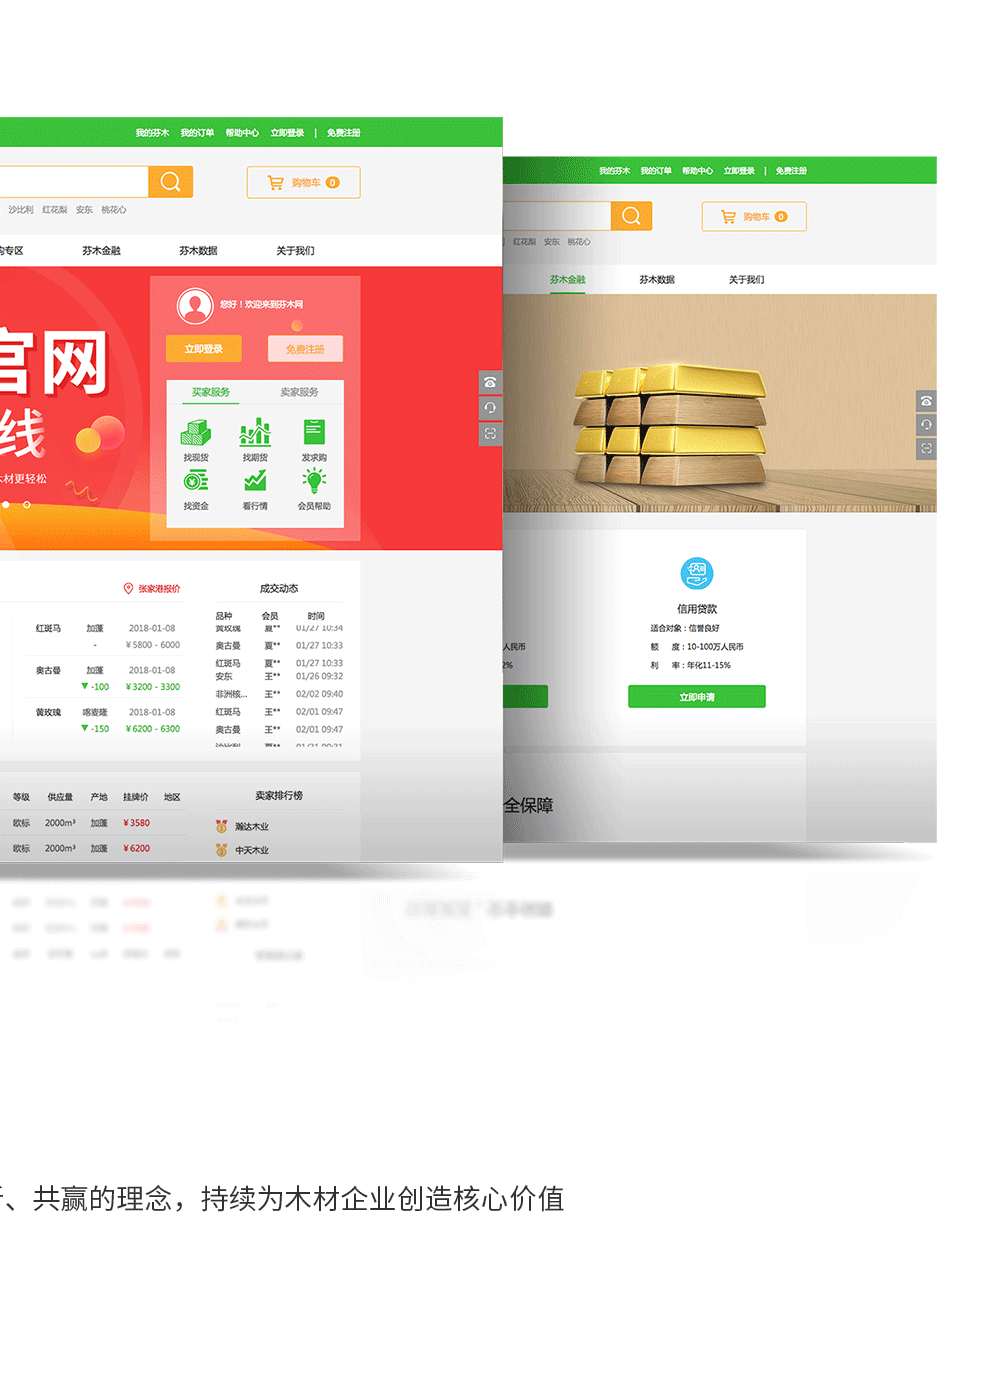 我的芬木 我的订单 帮助中心 立即登录 | 免费注册
购物车 0
沙比利 红花梨 安东 桃花心
购专区 芬木金融 芬木数据 关于我们
官网
线
木材更轻松
您好！欢迎来到芬木网
立即登录 免费注册
买家服务 卖家服务
找现货 找期货 发求购
找资金 看行情 会员帮助
张家港报价
红斑马 加蓬 2018-01-08
- ￥5800 - 6000
奥古曼 加蓬 2018-01-08
▼ -100 ￥3200 - 3300
黄玫瑰 喀麦隆 2018-01-08
▼ -150 ￥6200 - 6300
成交动态
品种 会员 时间
黄玫瑰 夏** 01/27 10:34
奥古曼 夏** 01/27 10:33
红斑马 夏** 01/27 10:33
安东 王** 01/26 09:32
非洲核... 王** 02/02 09:40
红斑马 王** 02/01 09:47
奥古曼 王** 02/01 09:47
沙比利 夏** 01/31 09:31
等级 供应量 产地 挂牌价 地区
欧标 2000m³ 加蓬 ￥3580
欧标 2000m³ 加蓬 ￥6200
卖家排行榜
瀚达木业
中天木业
我的芬木 我的订单 帮助中心 立即登录 | 免费注册
购物车 0
红花梨 安东 桃花心
芬木金融 芬木数据 关于我们
人民币
2%
信用贷款
适合对象：信誉良好
额 度：10-100万人民币
利 率：年化11-15%
立即申请
全保障
、共赢的理念，持续为木材企业创造核心价值